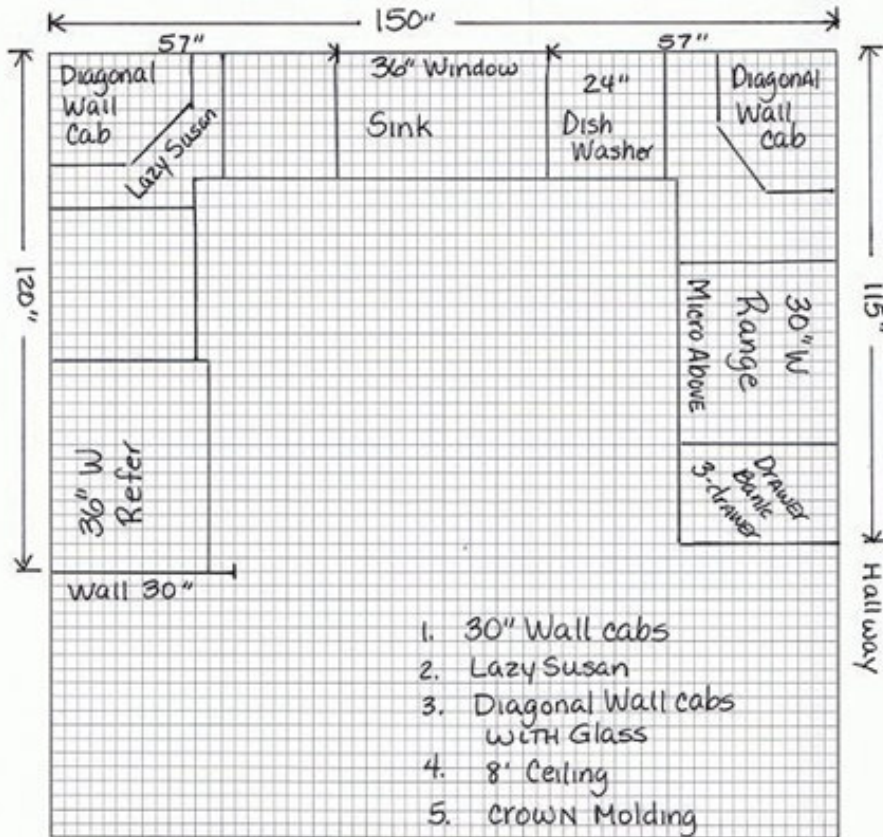 150"
57"
57"
Diagonal
Wall
Cab
Lazy Susan
36" Window
Sink
24"
Dish
Washer
Diagonal
Wall
cab
120"
115"
30" W
Range
Micro Above
36" W
Refer
Drawer
Bank
3-drawer
Wall 30"
Hallway
1. 30" Wall cabs
2. Lazy Susan
3. Diagonal Wall cabs
with Glass
4. 8' Ceiling
5. Crown Molding